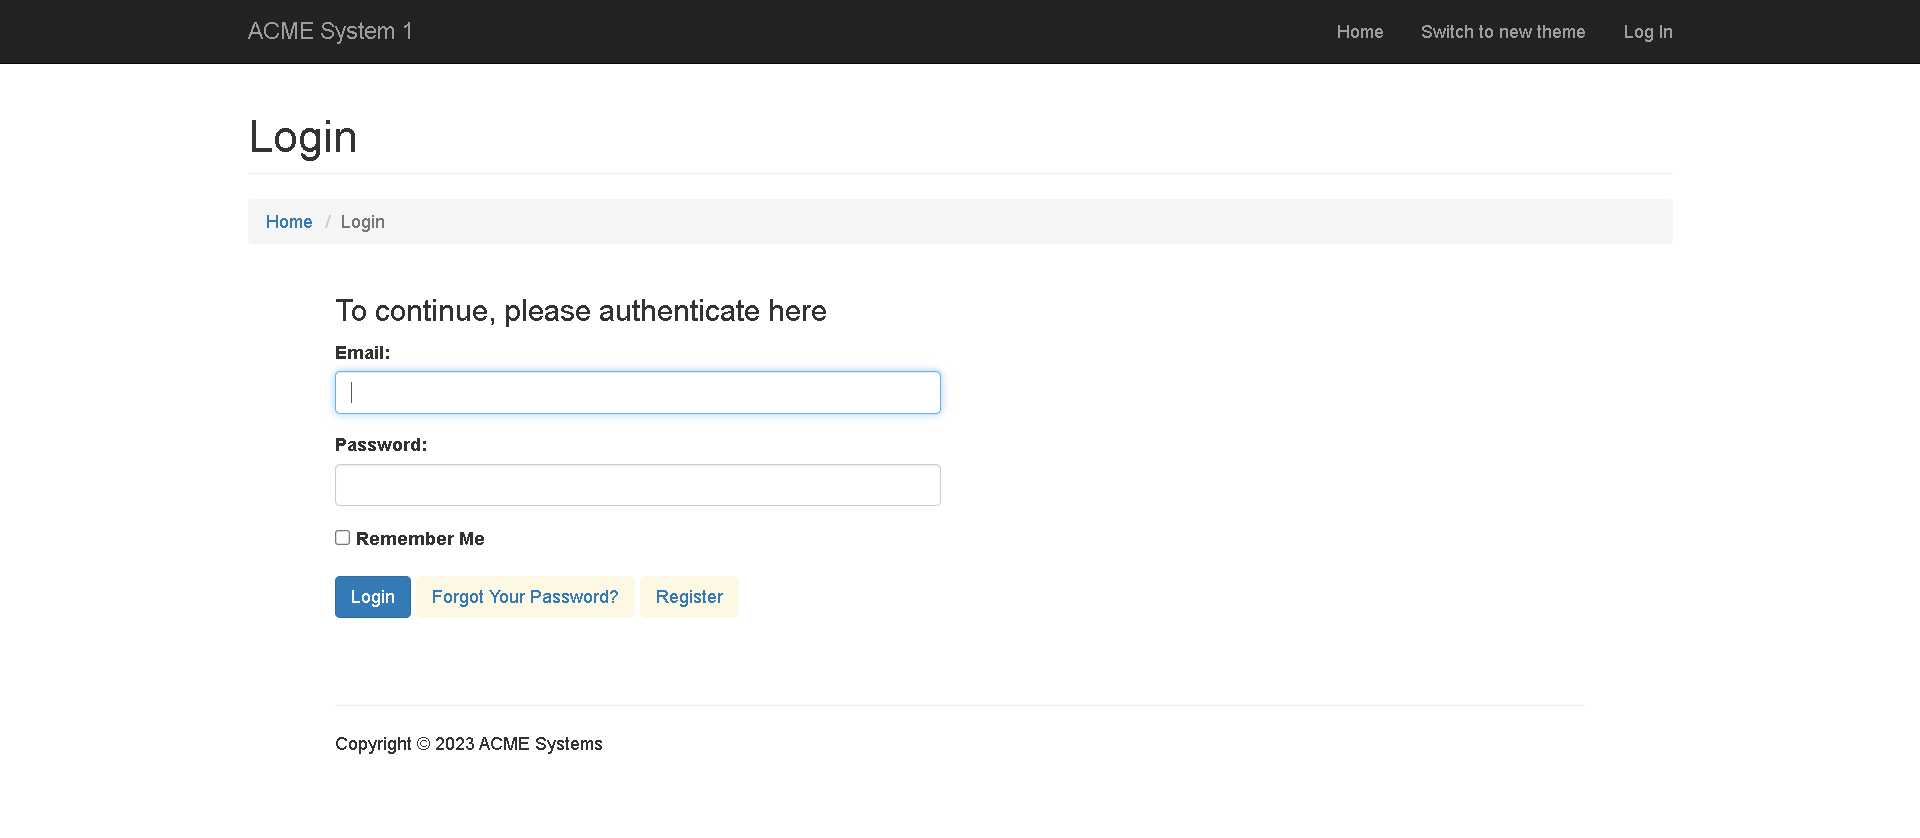 ACME System 1 Home Switch to new theme Log In
Login
Home / Login
To continue, please authenticate here
Email:
Password:
Remember Me
Login Forgot Your Password? Register
Copyright © 2023 ACME Systems